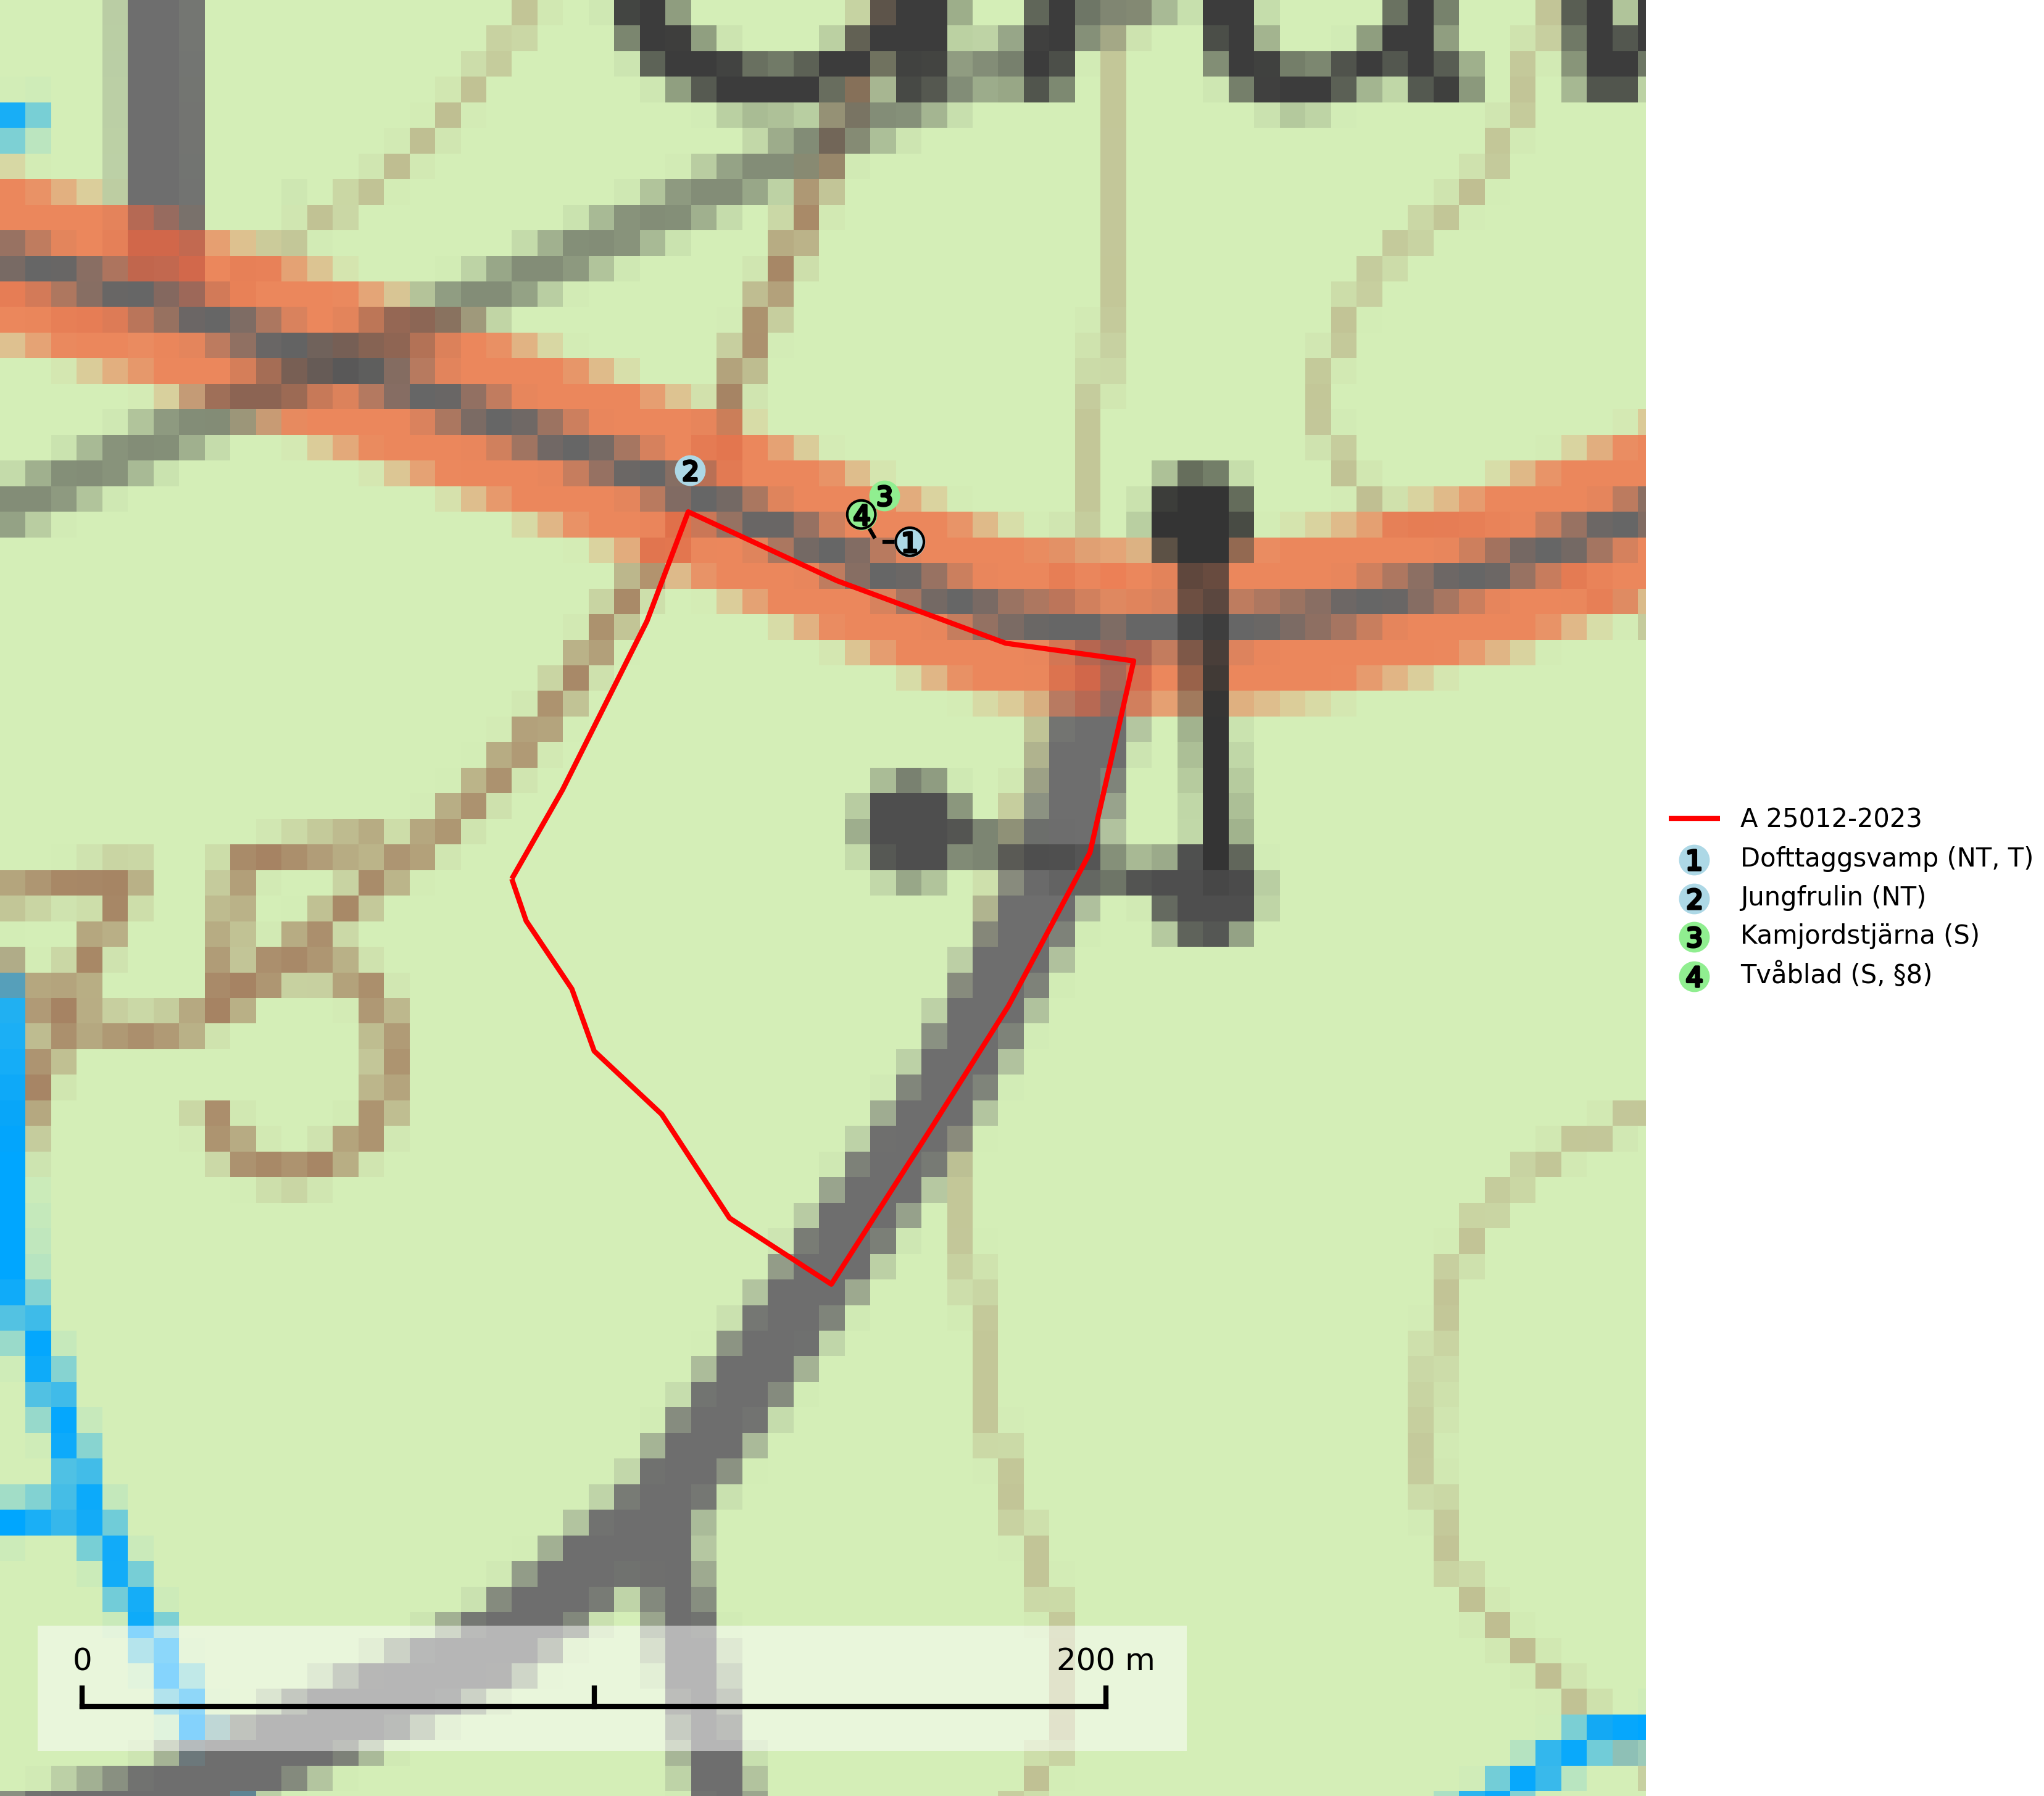 2
3
4
1
A 25012-2023
1 Dofttaggsvamp (NT, T)
2 Jungfrulin (NT)
3 Kamjordstjärna (S)
4 Tvåblad (S, §8)
75
0 200 m